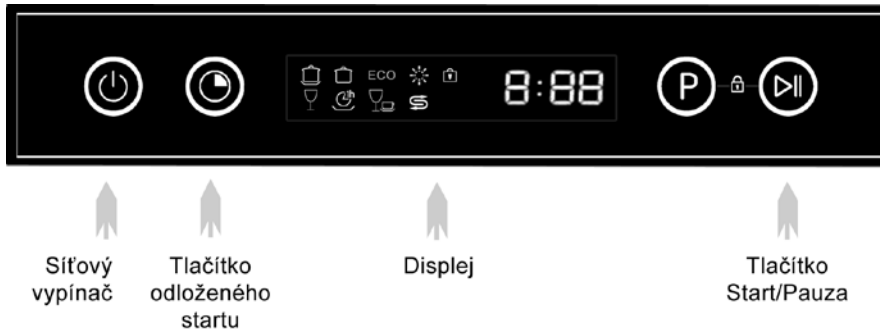 ECO
8:88
P
Síťový
vypínač
Tlačítko
odloženého
startu
Displej
Tlačítko
Start/Pauza